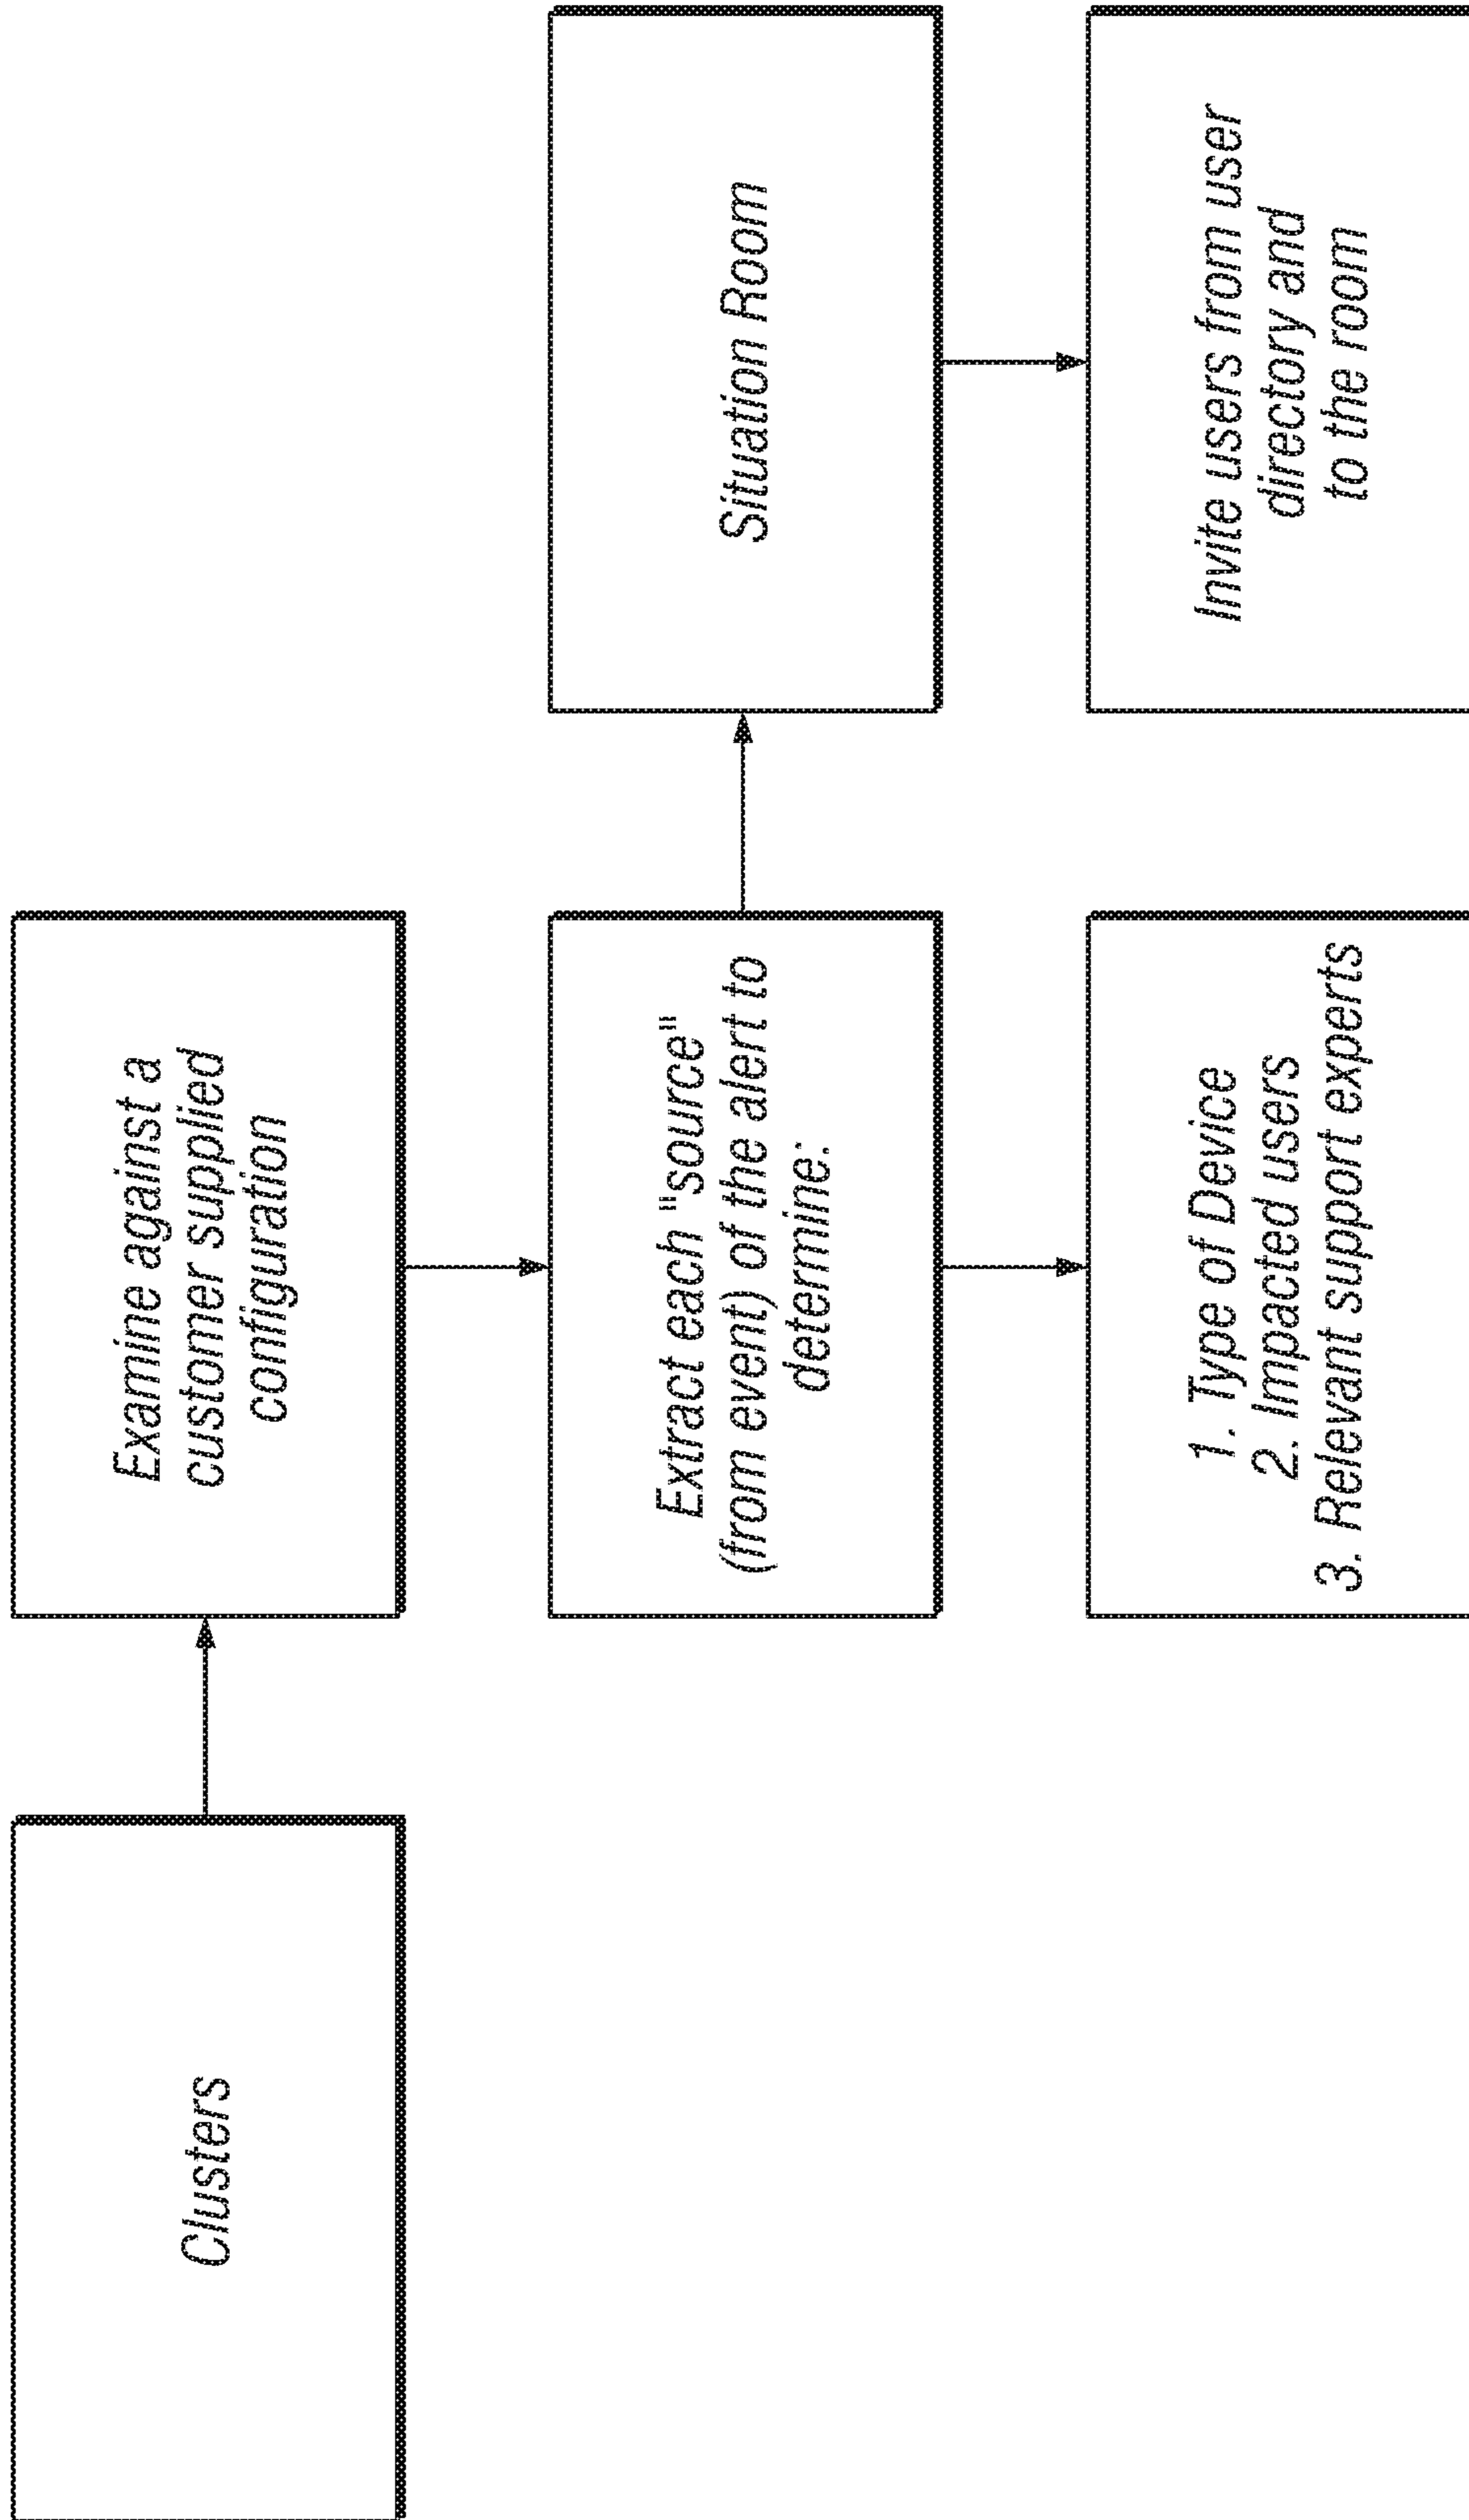 Clusters
Examine against a
customer supplied
configuration
Extract each "source"
(from event) of the alert to
determine:
Situation Room
1. Type of Device
2. Impacted users
3. Relevant support experts
Invite users from user
directory and
to the room